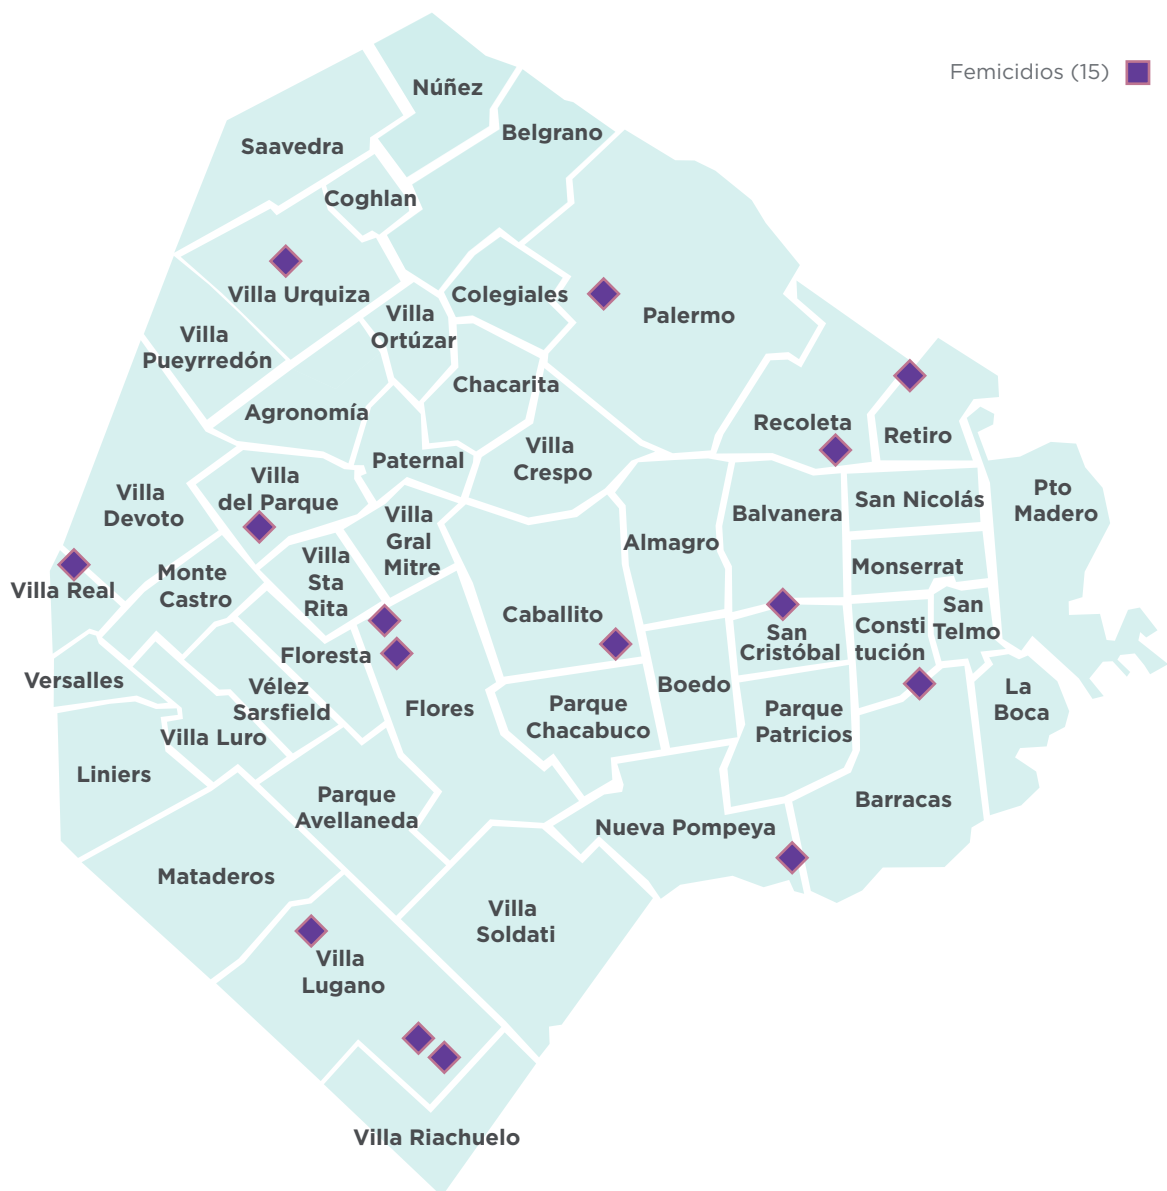 Femicidios (15)
Núñez
Belgrano
Saavedra
Coghlan
Villa Urquiza
Colegiales
Palermo
Villa
Ortúzar
Villa
Pueyrredón
Chacarita
Agronomía
Recoleta
Retiro
Villa
Crespo
Paternal
Villa
del Parque
Villa
Devoto
Pto
Madero
San Nicolás
Balvanera
Villa
Gral
Mitre
Almagro
Monserrat
Villa
Sta
Rita
Monte
Castro
Villa Real
Caballito
San
Telmo
San
Cristóbal
Consti
tución
Floresta
Versalles
Vélez
Sarsfield
Flores
Boedo
La
Boca
Parque
Chacabuco
Parque
Patricios
Villa Luro
Liniers
Parque
Avellaneda
Barracas
Nueva Pompeya
Mataderos
Villa
Soldati
Villa
Lugano
Villa Riachuelo